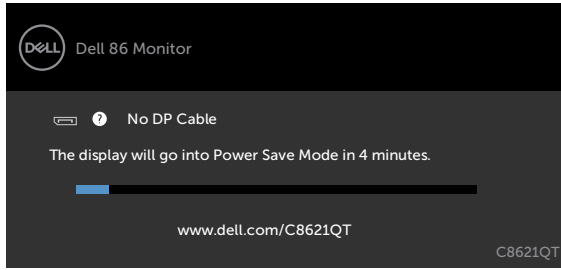 DELL Dell 86 Monitor
? No DP Cable
The display will go into Power Save Mode in 4 minutes.
www.dell.com/C8621QT
C8621QT